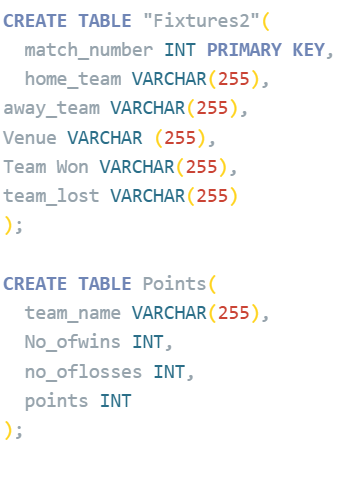 CREATE TABLE "Fixtures2"(
match_number INT PRIMARY KEY,
home_team VARCHAR(255),
away_team VARCHAR(255),
Venue VARCHAR (255),
Team Won VARCHAR(255),
team_lost VARCHAR(255)
);
CREATE TABLE Points(
team_name VARCHAR(255),
No_ofwins INT,
no_oflosses INT,
points INT
);